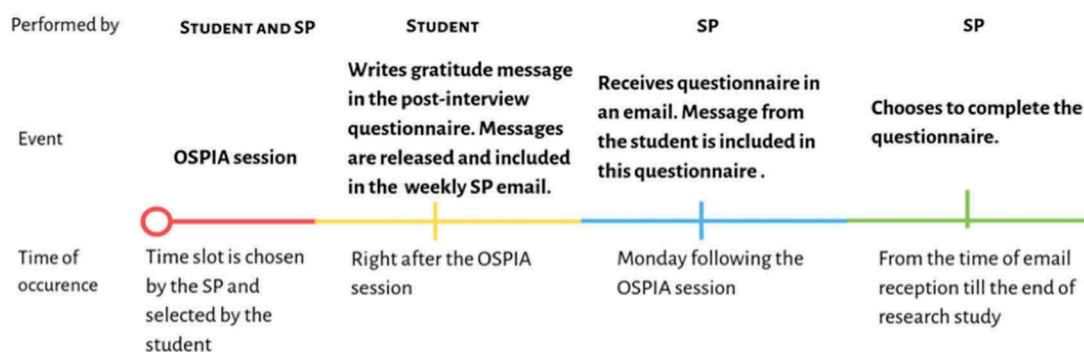 Performed by
STUDENT AND SP
STUDENT
SP
SP
Event
OSPIA session
Writes gratitude message
in the post-interview
questionnaire. Messages
are released and included
in the weekly SP email.
Receives questionnaire in
an email. Message from
the student is included in
this questionnaire .
Chooses to complete the
questionnaire.
Time of
occurence
Time slot is chosen
by the SP and
selected by the
student
Right after the OSPIA
session
Monday following the
OSPIA session
From the time of email
reception till the end of
research study